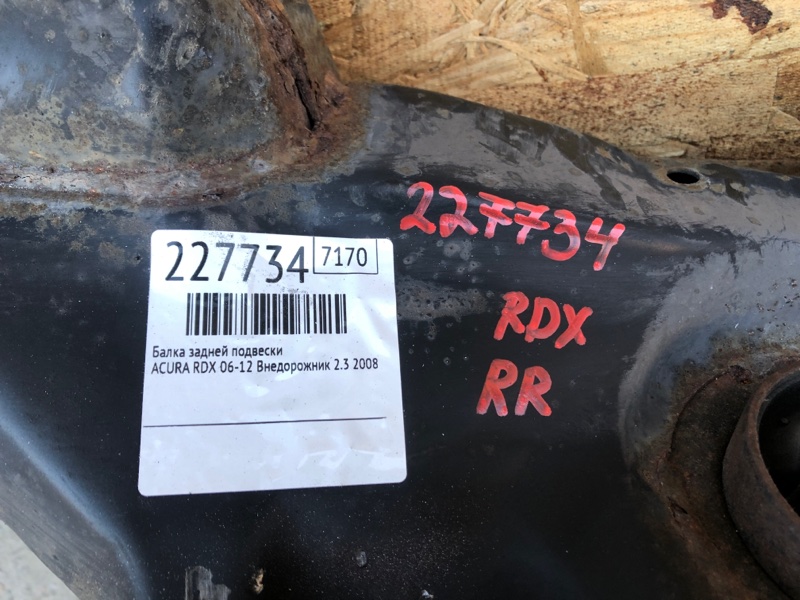 227734
7170
Балка задней подвески
ACURA RDX 06-12 Внедорожник 2.3 2008
227734
RDX
RR